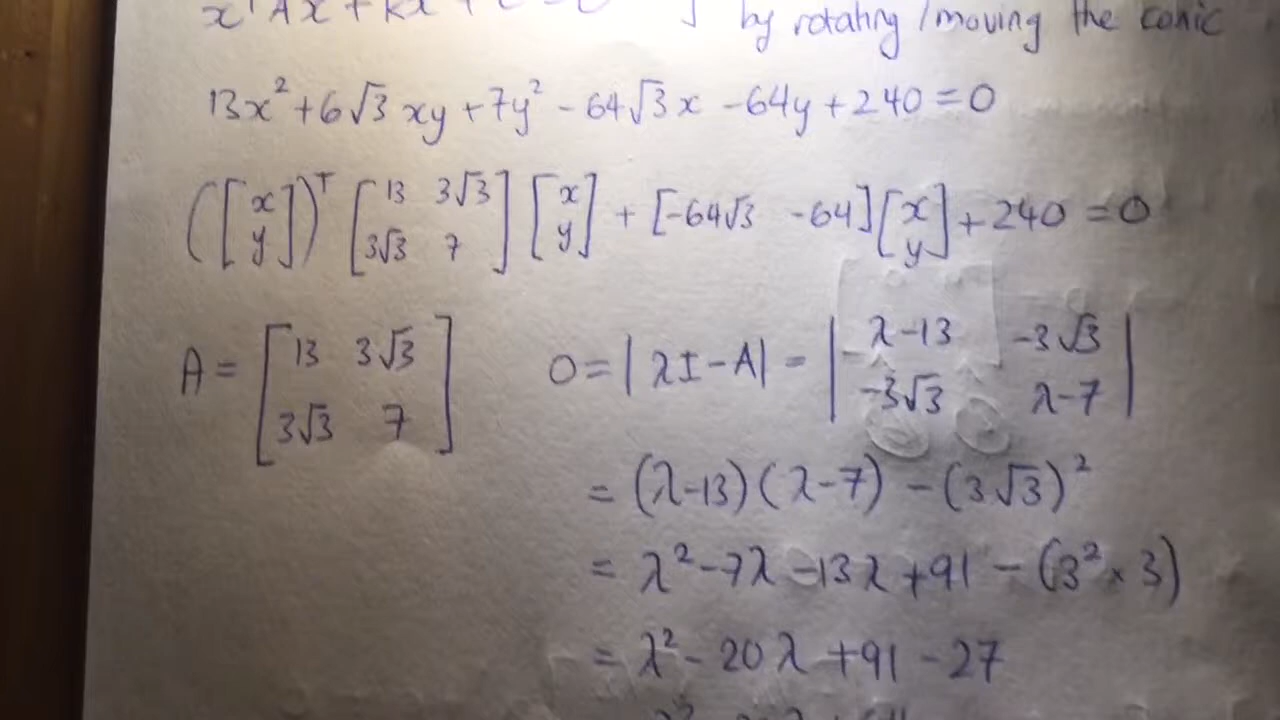 by rotating / moving the conic
13x² + 6√3 xy + 7y² - 64√3x - 64y + 240 = 0
([x y])ᵀ [13 3√3 3√3 7] [x y] + [-64√3 -64] [x y] + 240 = 0
A = [13 3√3 3√3 7] 0 = |λI - A| = |λ-13 -3√3 -3√3 λ-7|
= (λ-13)(λ-7) - (3√3)²
= λ² - 7λ - 13λ + 91 - (3² × 3)
= λ² - 20λ + 91 - 27